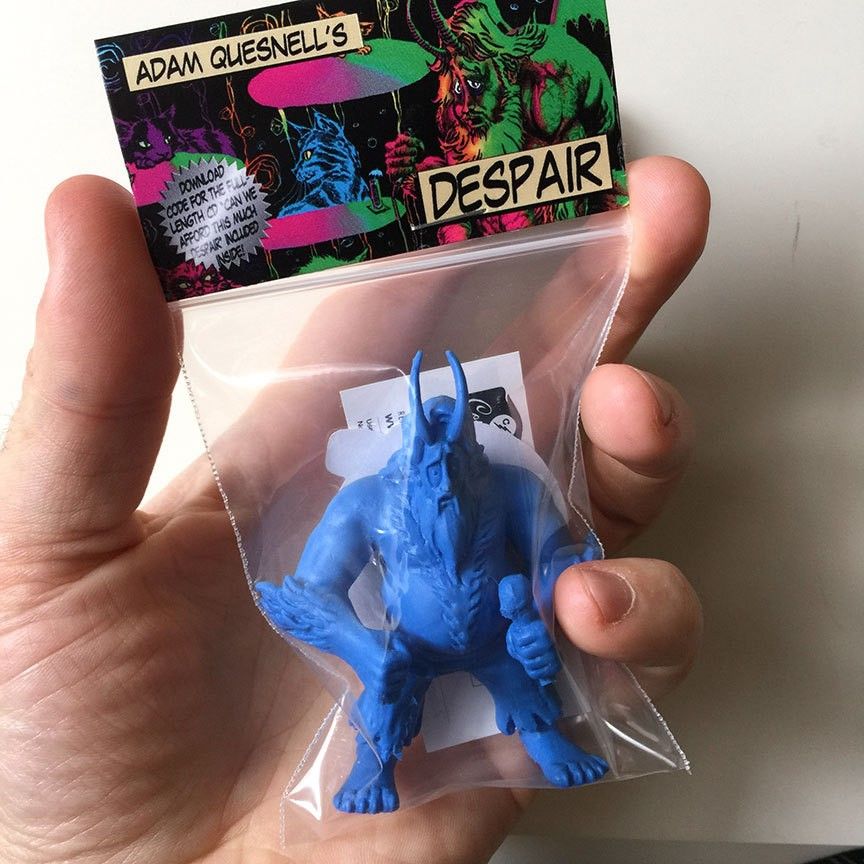 ADAM QUESNELL'S
DESPAIR
DOWNLOAD
CODE FOR THE FULL
LENGTH CD "CAN WE
AFFORD THIS MUCH
DESPAIR" INCLUDED
INSIDE!